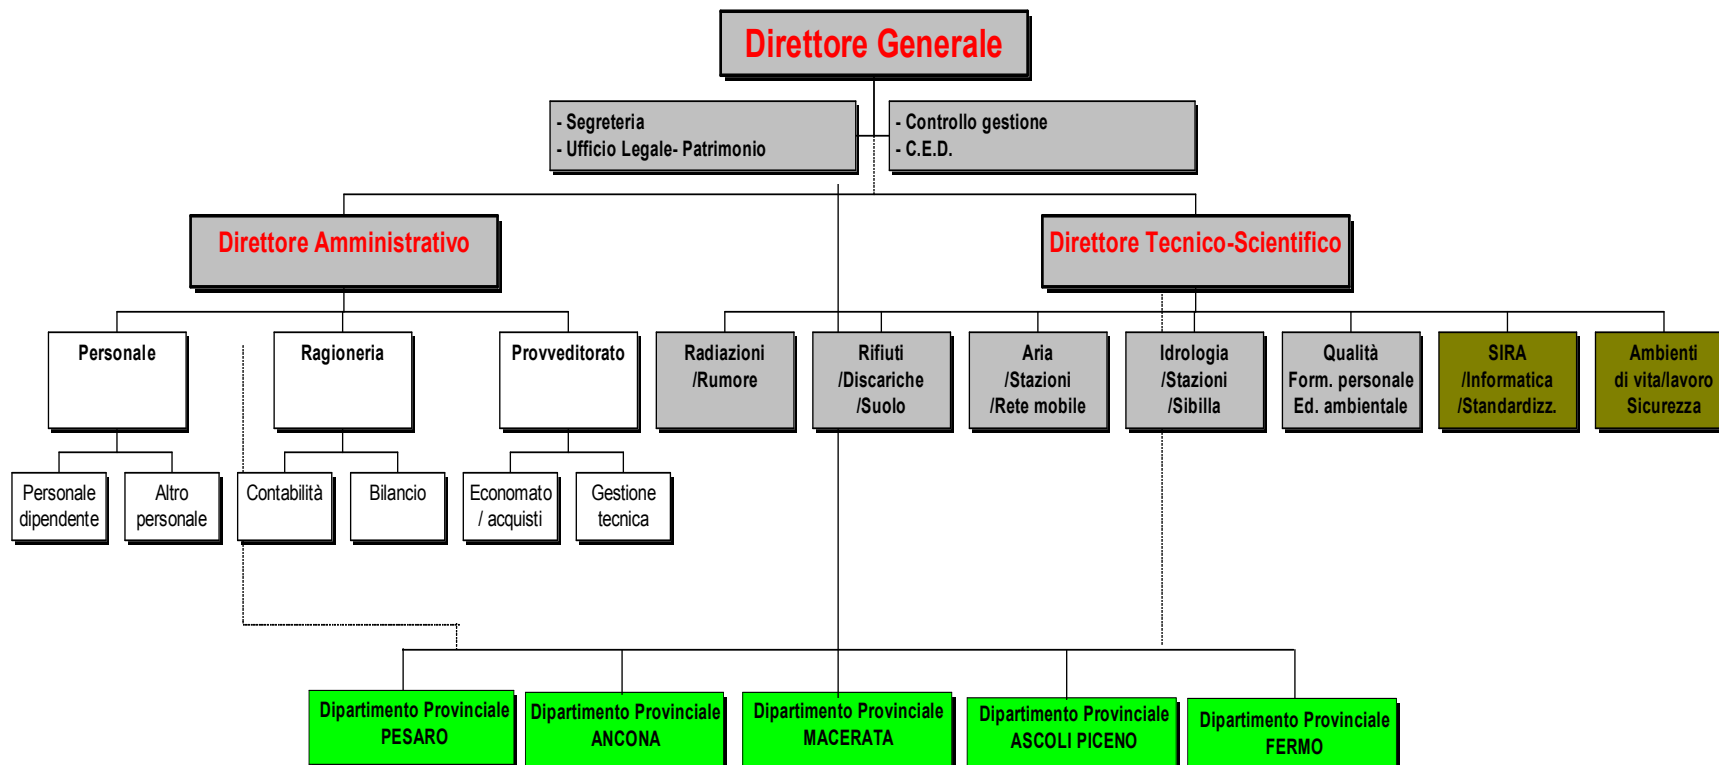 Direttore Generale
- Segreteria
- Ufficio Legale- Patrimonio
- Controllo gestione
- C.E.D.
Direttore Amministrativo
Direttore Tecnico-Scientifico
Personale
Ragioneria
Provveditorato
Radiazioni
/Rumore
Rifiuti
/Discariche
/Suolo
Aria
/Stazioni
/Rete mobile
Idrologia
/Stazioni
/Sibilla
Qualità
Form. personale
Ed. ambientale
SIRA
/Informatica
/Standardizz.
Ambienti
di vita/lavoro
Sicurezza
Personale
dipendente
Altro
personale
Contabilità
Bilancio
Economato
/ acquisti
Gestione
tecnica
Dipartimento Provinciale
PESARO
Dipartimento Provinciale
ANCONA
Dipartimento Provinciale
MACERATA
Dipartimento Provinciale
ASCOLI PICENO
Dipartimento Provinciale
FERMO